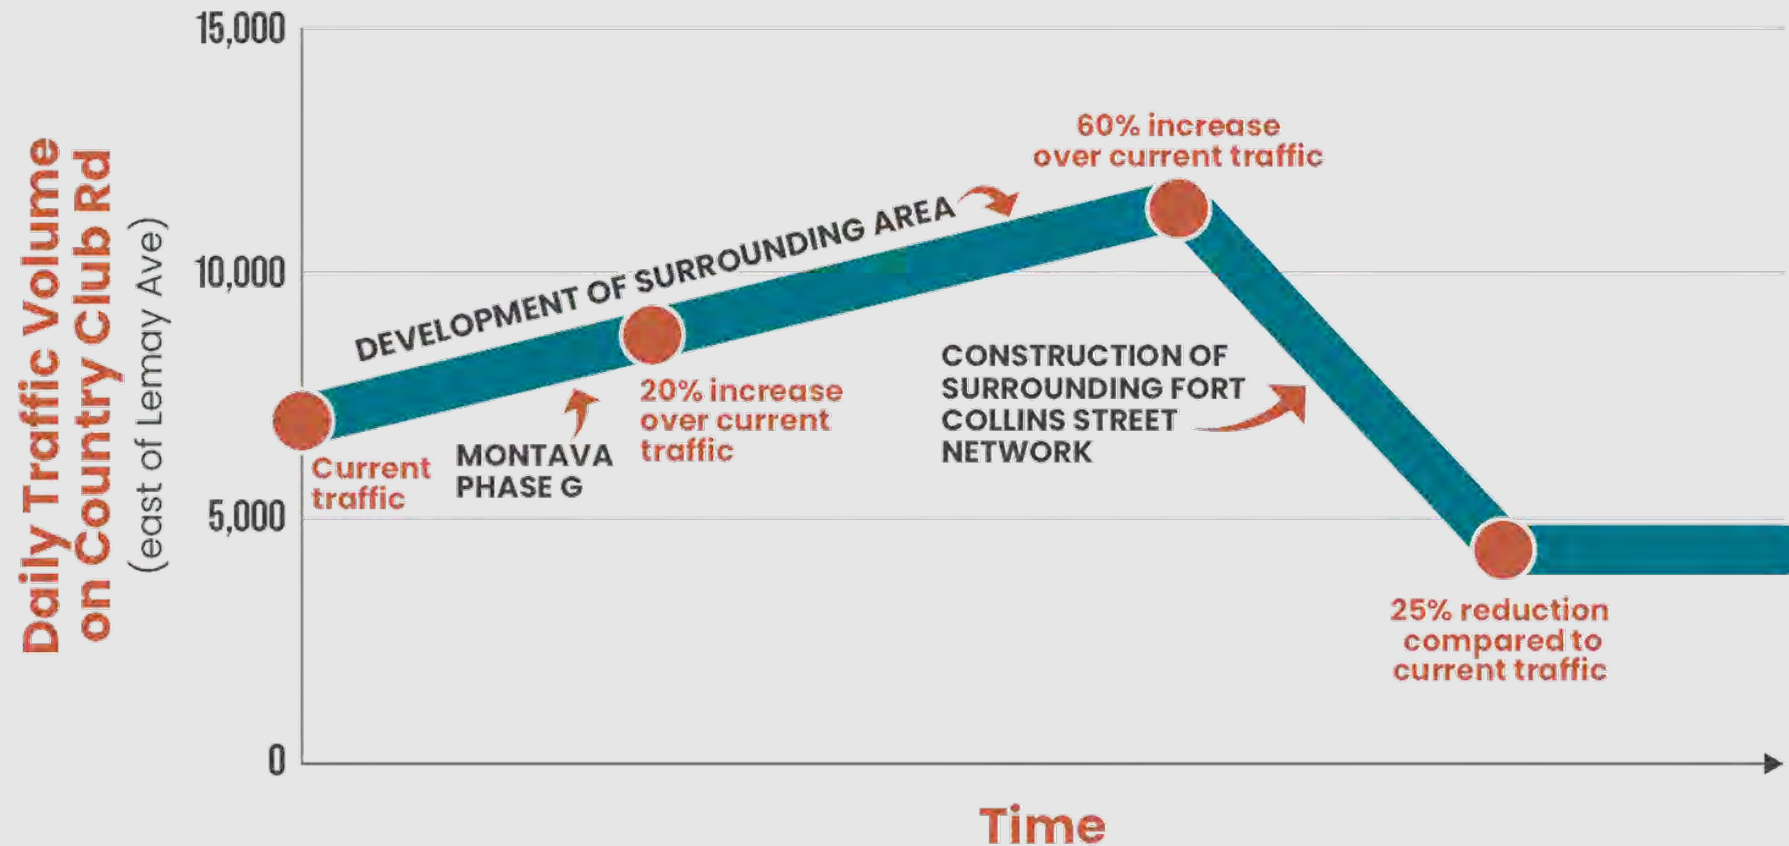 Daily Traffic Volume
on Country Club Rd
(east of Lemay Ave)
15,000
10,000
5,000
0
60% increase
over current traffic
DEVELOPMENT OF SURROUNDING AREA
Current
traffic
MONTAVA
PHASE G
20% increase
over current
traffic
CONSTRUCTION OF
SURROUNDING FORT
COLLINS STREET
NETWORK
25% reduction
compared to
current traffic
Time